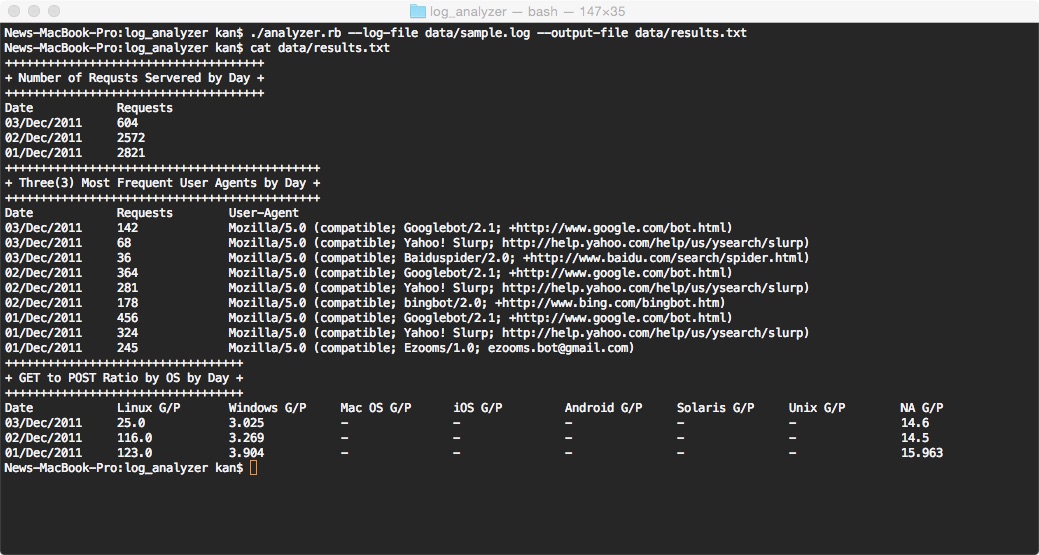 log_analyzer — bash — 147×35
News-MacBook-Pro:log_analyzer kan$ ./analyzer.rb --log-file data/sample.log --output-file data/results.txt
News-MacBook-Pro:log_analyzer kan$ cat data/results.txt
+++++++++++++++++++++++++++++++++++++
+ Number of Requsts Servered by Day +
+++++++++++++++++++++++++++++++++++++
Date Requests
03/Dec/2011 604
02/Dec/2011 2572
01/Dec/2011 2821
+++++++++++++++++++++++++++++++++++++++++++++
+ Three(3) Most Frequent User Agents by Day +
+++++++++++++++++++++++++++++++++++++++++++++
Date Requests User-Agent
03/Dec/2011 142 Mozilla/5.0 (compatible; Googlebot/2.1; +http://www.google.com/bot.html)
03/Dec/2011 68 Mozilla/5.0 (compatible; Yahoo! Slurp; http://help.yahoo.com/help/us/ysearch/slurp)
03/Dec/2011 36 Mozilla/5.0 (compatible; Baiduspider/2.0; +http://www.baidu.com/search/spider.html)
02/Dec/2011 364 Mozilla/5.0 (compatible; Googlebot/2.1; +http://www.google.com/bot.html)
02/Dec/2011 281 Mozilla/5.0 (compatible; Yahoo! Slurp; http://help.yahoo.com/help/us/ysearch/slurp)
02/Dec/2011 178 Mozilla/5.0 (compatible; bingbot/2.0; +http://www.bing.com/bingbot.htm)
01/Dec/2011 456 Mozilla/5.0 (compatible; Googlebot/2.1; +http://www.google.com/bot.html)
01/Dec/2011 324 Mozilla/5.0 (compatible; Yahoo! Slurp; http://help.yahoo.com/help/us/ysearch/slurp)
01/Dec/2011 245 Mozilla/5.0 (compatible; Ezooms/1.0; ezooms.bot@gmail.com)
++++++++++++++++++++++++++++++++++
+ GET to POST Ratio by OS by Day +
++++++++++++++++++++++++++++++++++
Date Linux G/P Windows G/P Mac OS G/P iOS G/P Android G/P Solaris G/P Unix G/P NA G/P
03/Dec/2011 25.0 3.025 - - - - - 14.6
02/Dec/2011 116.0 3.269 - - - - - 14.5
01/Dec/2011 123.0 3.904 - - - - - 15.963
News-MacBook-Pro:log_analyzer kan$